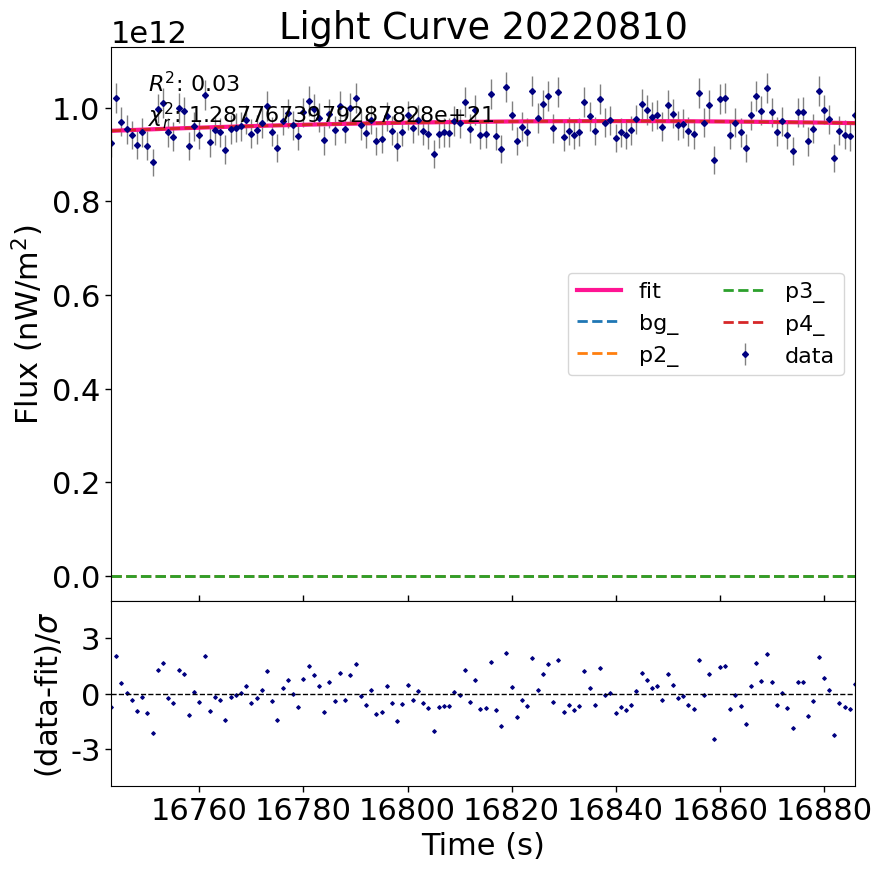 Light Curve 20220810
1e12
R²: 0.03
χ²ᵣ: 1.2877673979287828e+21
1.0
0.8
0.6
0.4
0.2
0.0
Flux (nW/m²)
fit
bg_
p2_
p3_
p4_
data
3
0
-3
(data-fit)/σ
16760 16780 16800 16820 16840 16860 16880
Time (s)